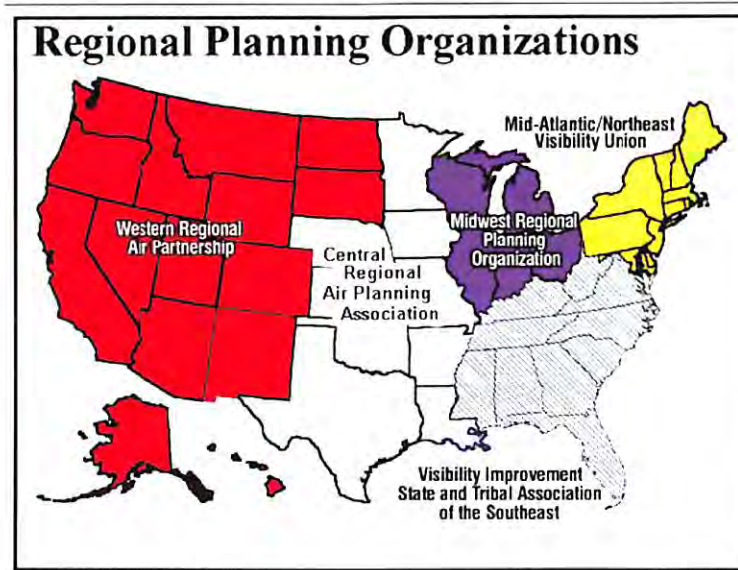 Regional Planning Organizations
Mid-Atlantic/Northeast
Visibility Union
Western Regional
Air Partnership
Midwest Regional
Planning
Organization
Central
Regional
Air Planning
Association
Visibility Improvement
State and Tribal Association
of the Southeast